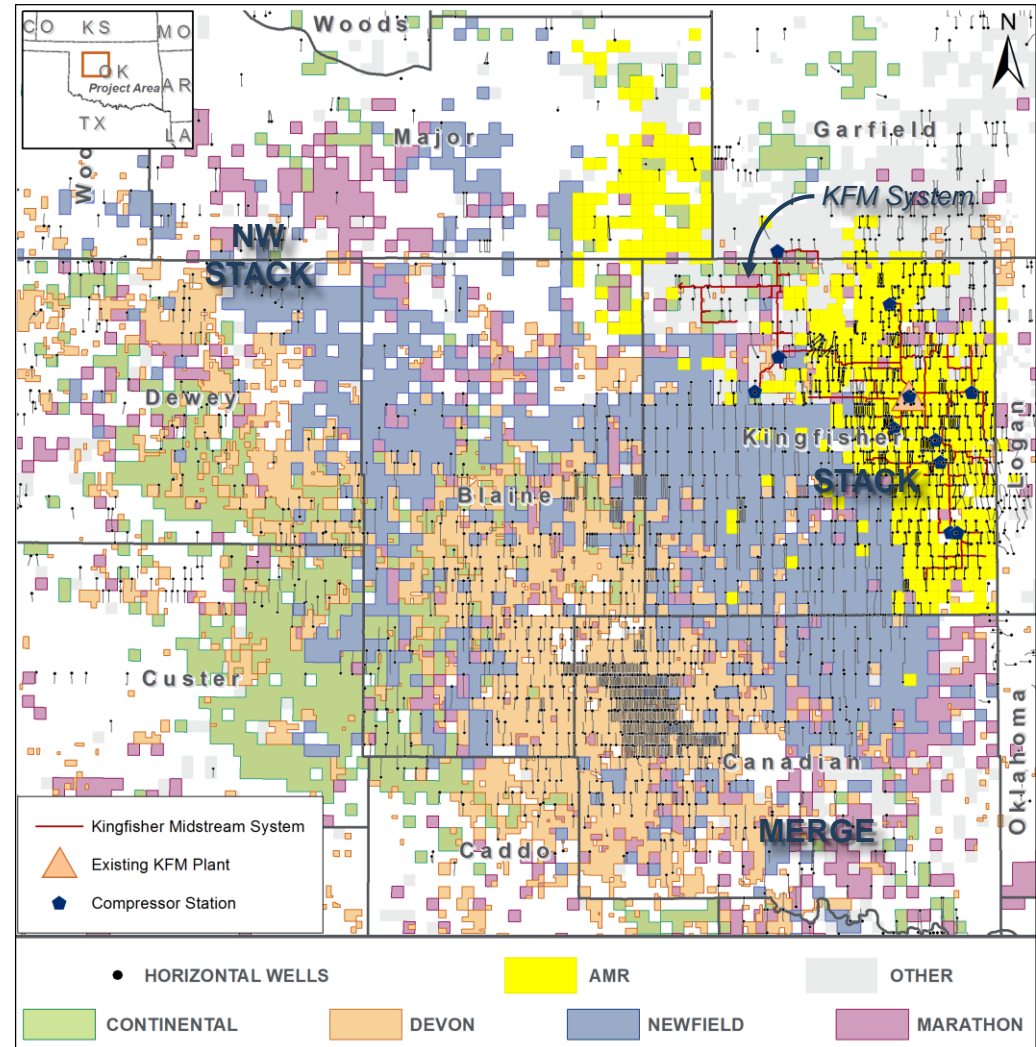 CO KS MO
OK
Project Area
AR
TX
LA
Woods
N
Major
Garfield
Woo
KFM System
NW
STACK
Dewey
Kingfisher
Logan
Blaine
STACK
Custer
Canadian
Oklahoma
MERGE
Caddo
Kingfisher Midstream System
Existing KFM Plant
Compressor Station
HORIZONTAL WELLS
AMR
OTHER
CONTINENTAL
DEVON
NEWFIELD
MARATHON